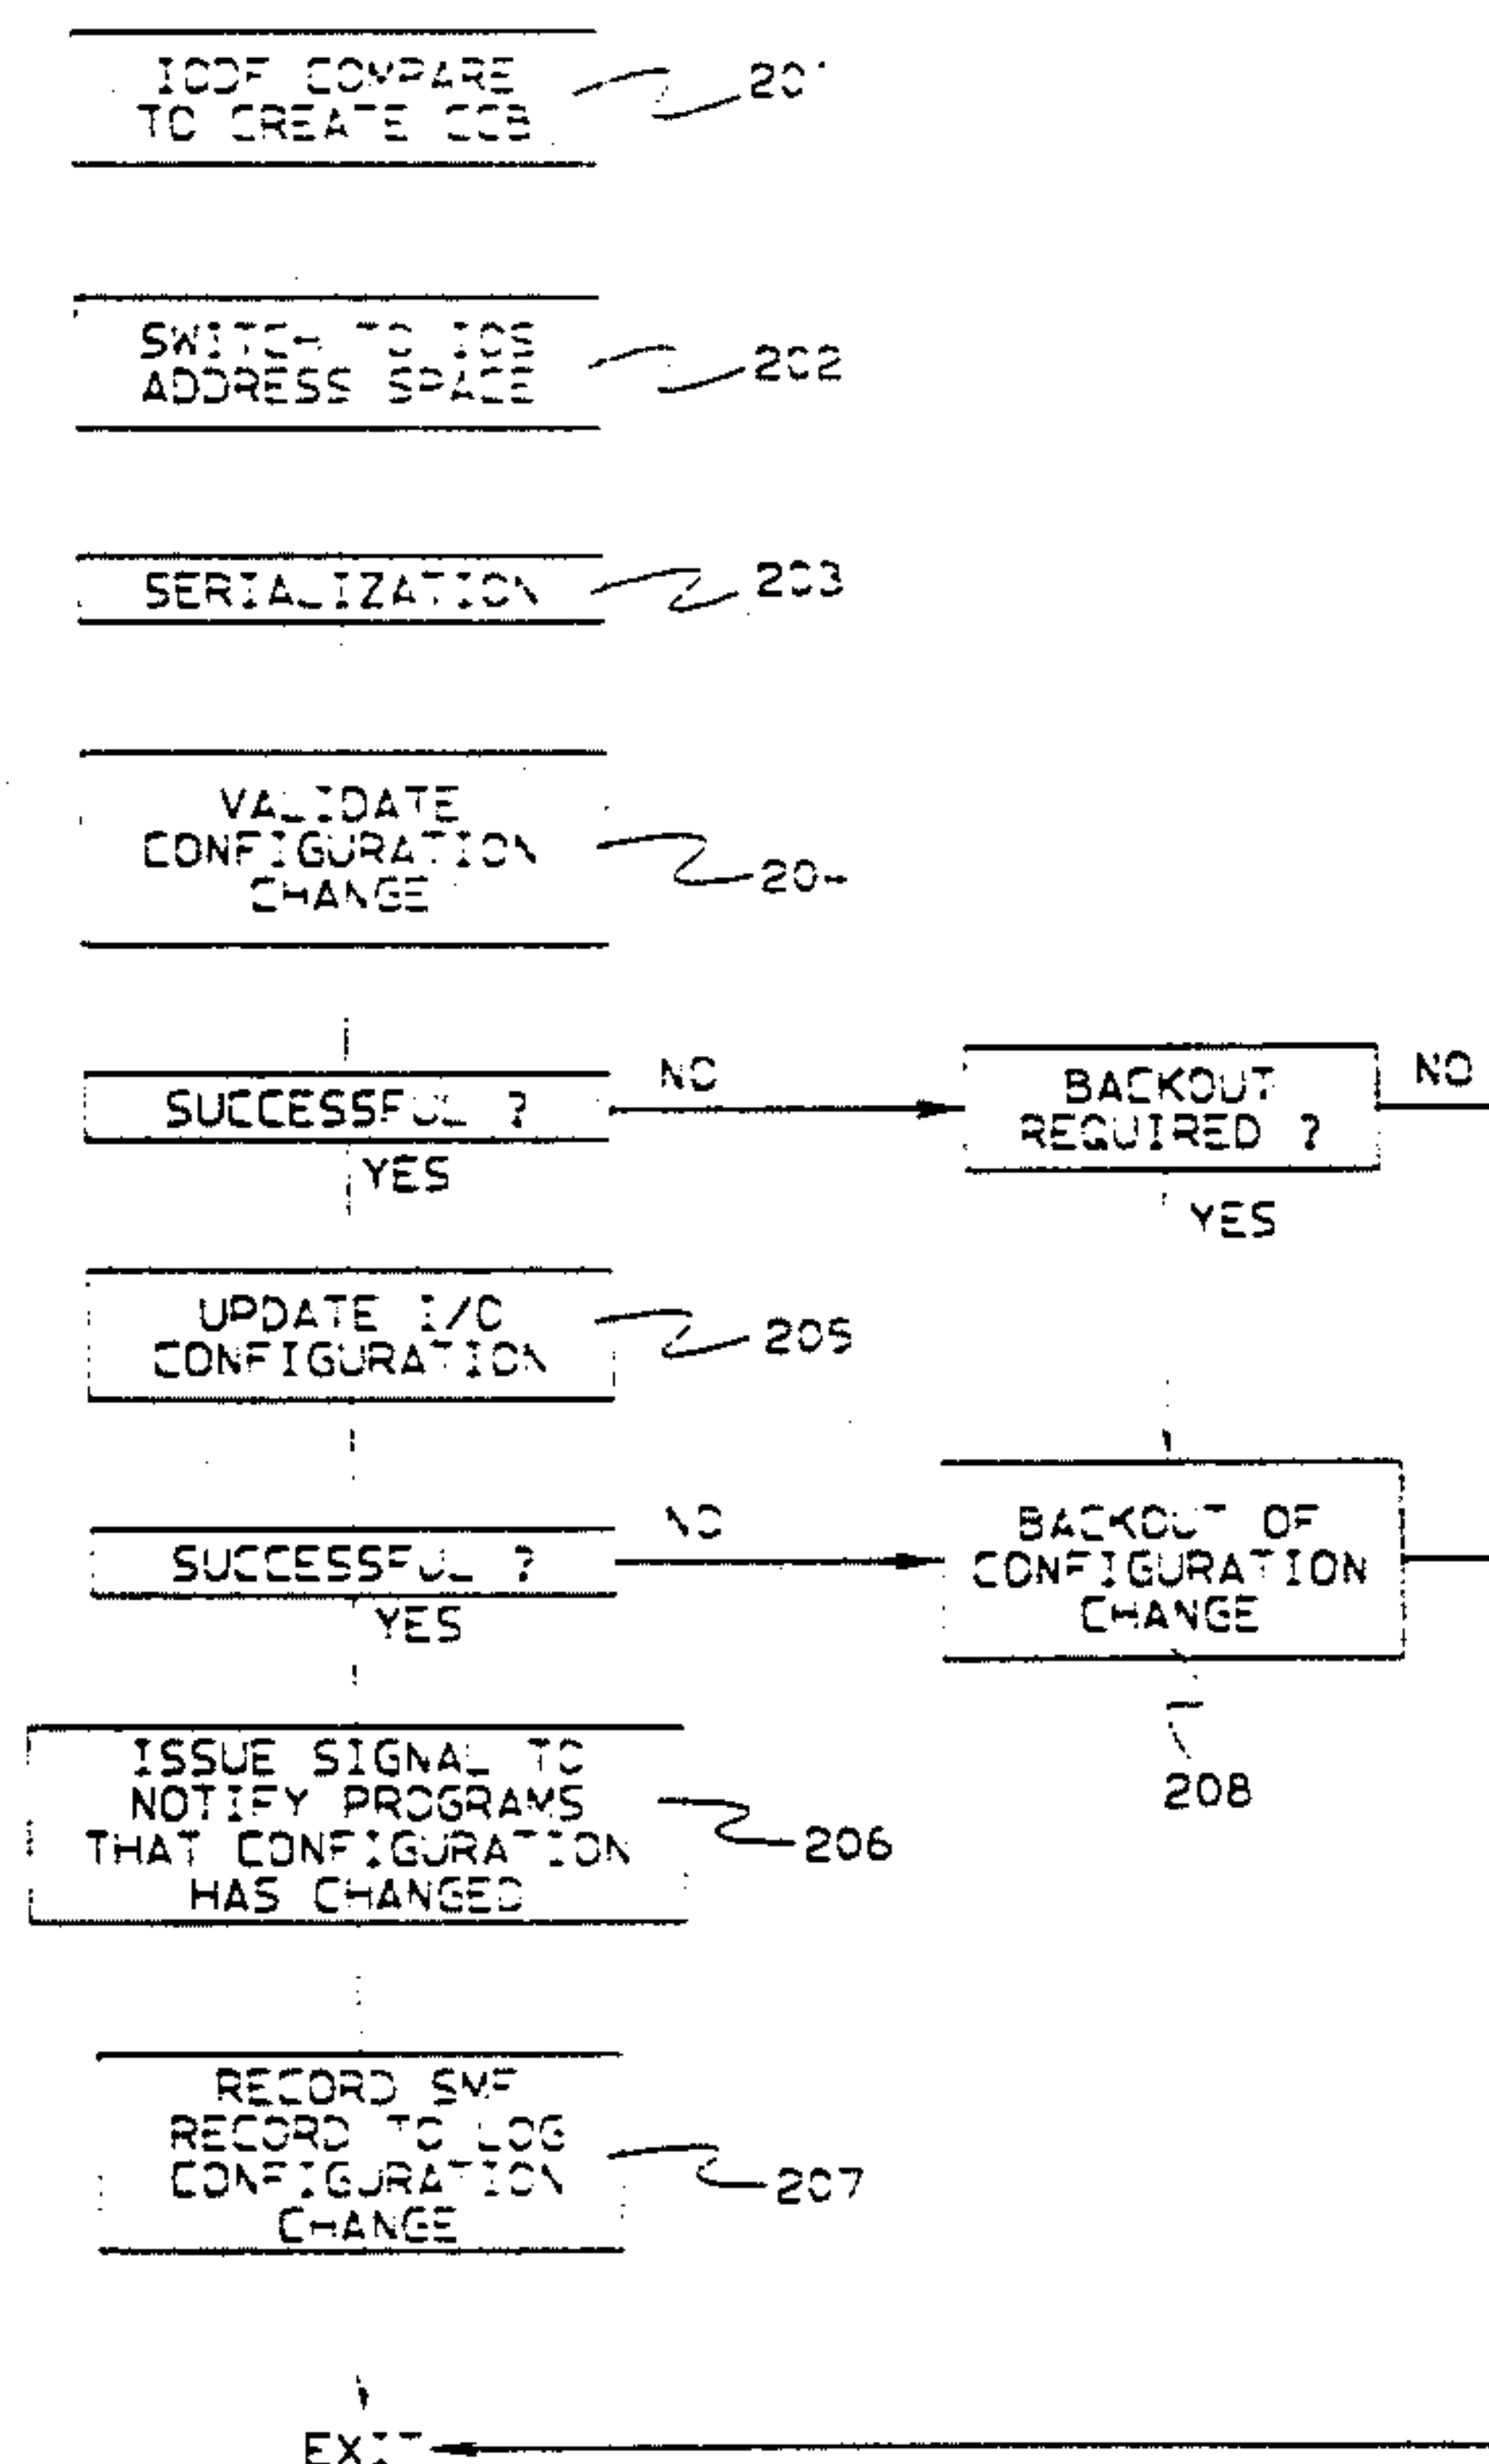 IODF COMPARE
TO CREATE CCB
201
SWITCH TO IOS
ADDRESS SPACE
202
SERIALIZATION
203
VALIDATE
CONFIGURATION
CHANGE
204
SUCCESSFUL ?
NO
YES
BACKOUT
REQUIRED ?
NO
YES
UPDATE I/O
CONFIGURATION
205
SUCCESSFUL ?
NO
YES
BACKOUT OF
CONFIGURATION
CHANGE
208
ISSUE SIGNAL TO
NOTIFY PROGRAMS
THAT CONFIGURATION
HAS CHANGED
206
RECORD SMF
RECORD TO LOG
CONFIGURATION
CHANGE
207
EXIT